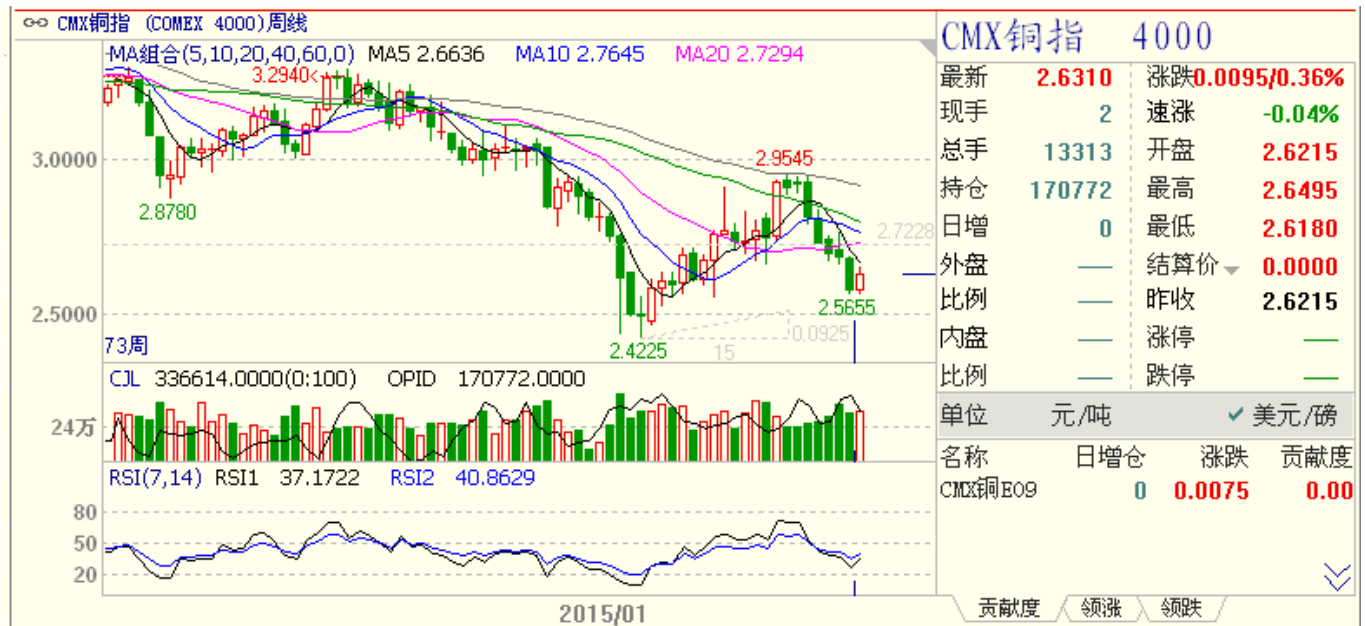 CMX铜指 (COMEX 4000)周线
MA组合(5,10,20,40,60,0) MA5 2.6636 MA10 2.7645 MA20 2.7294
3.2940
3.0000
2.9545
2.8780
2.7228
2.5000
2.5655
0.0925
2.4225
15
73周
CJL 336614.0000(0:100) OPID 170772.0000
24万
RSI(7,14) RSI1 37.1722 RSI2 40.8629
80
50
20
2015/01
CMX铜指 4000
最新 2.6310 涨跌0.0095/0.36%
现手 2 速涨 -0.04%
总手 13313 开盘 2.6215
持仓 170772 最高 2.6495
日增 0 最低 2.6180
外盘 — 结算价 0.0000
比例 — 昨收 2.6215
内盘 — 涨停 —
比例 — 跌停 —
单位 元/吨 ✓ 美元/磅
名称 日增仓 涨跌 贡献度
CMX铜E09 0 0.0075 0.00
贡献度 领涨 领跌